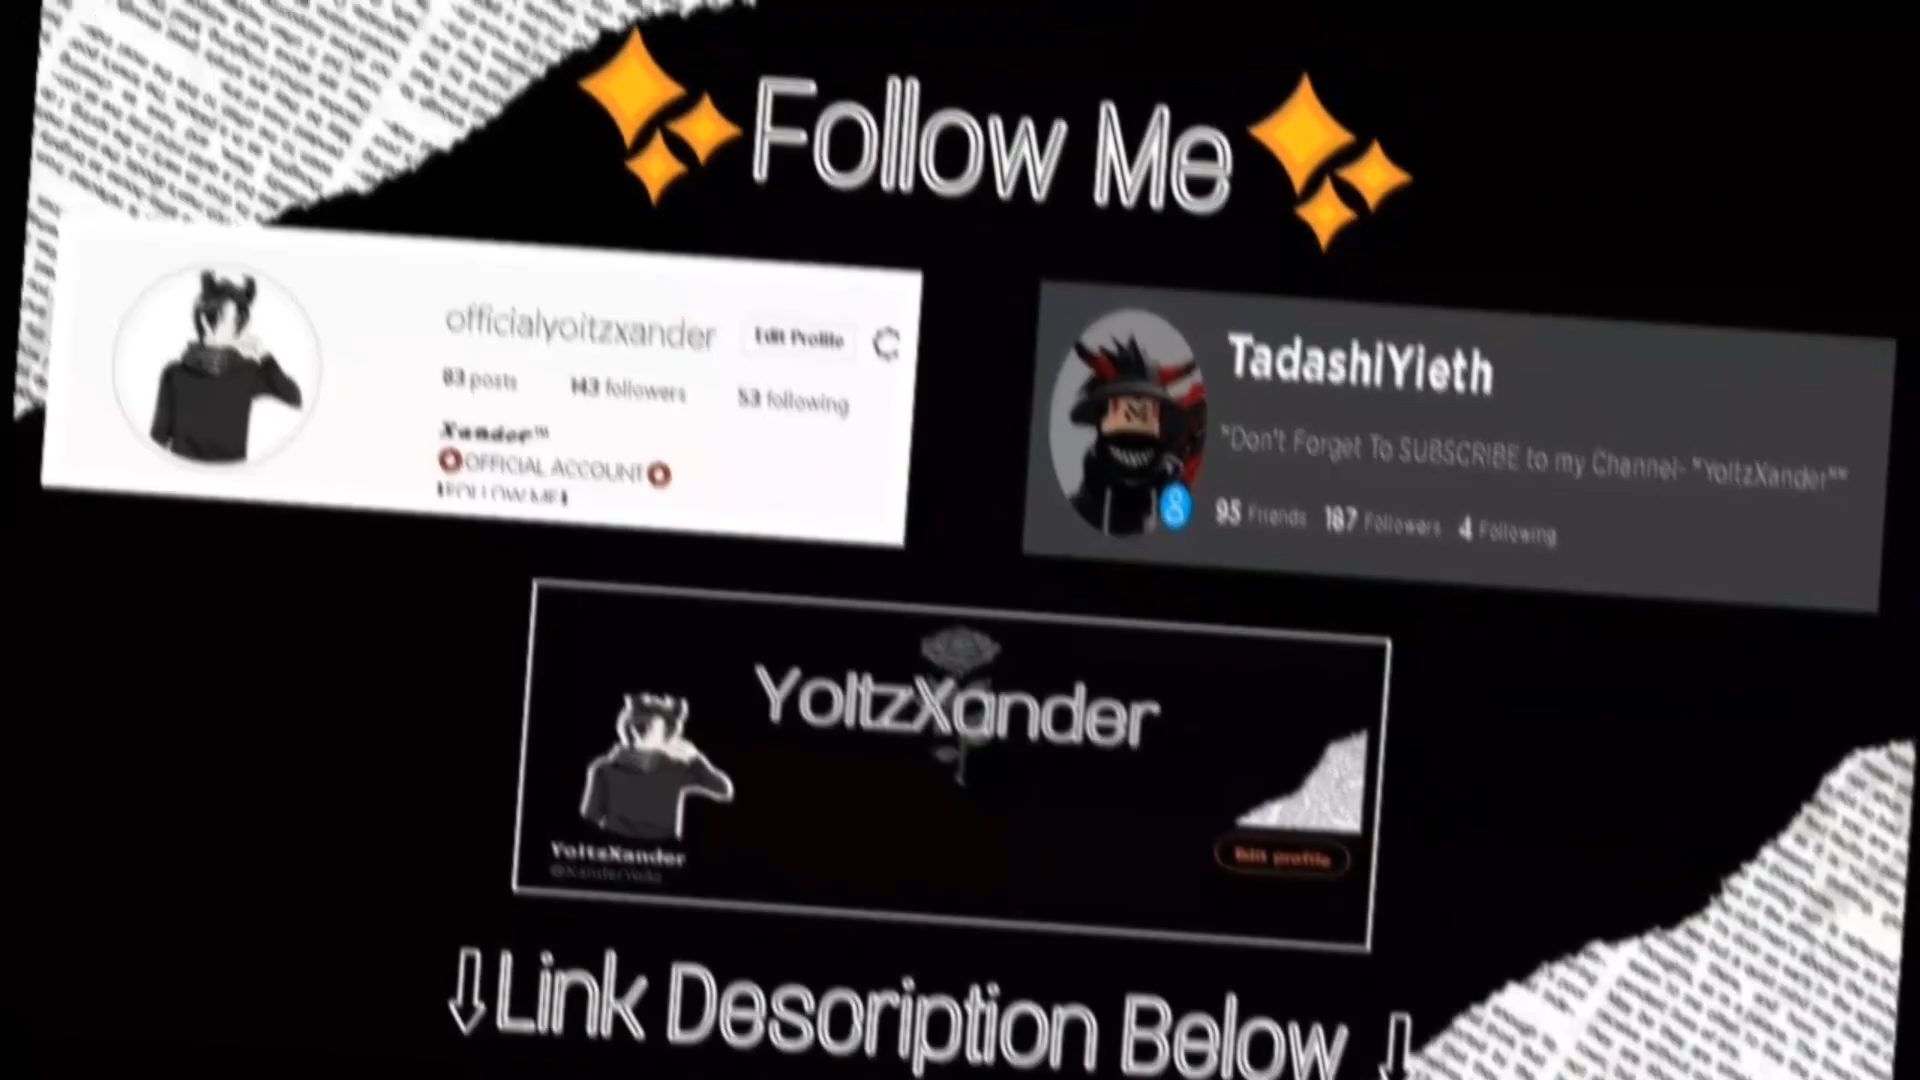 Follow Me
officialyoitzxander Edit Profile
83 posts 143 followers 53 following
Xander™
⭕OFFICIAL ACCOUNT⭕
TadashiYieth
"Don't Forget To SUBSCRIBE to my Channel- "YoItzXander""
95 Friends 187 Followers 4 Following
YoItzXander
YoItzXander
Edit profile
⇩Link Description Below ⇩